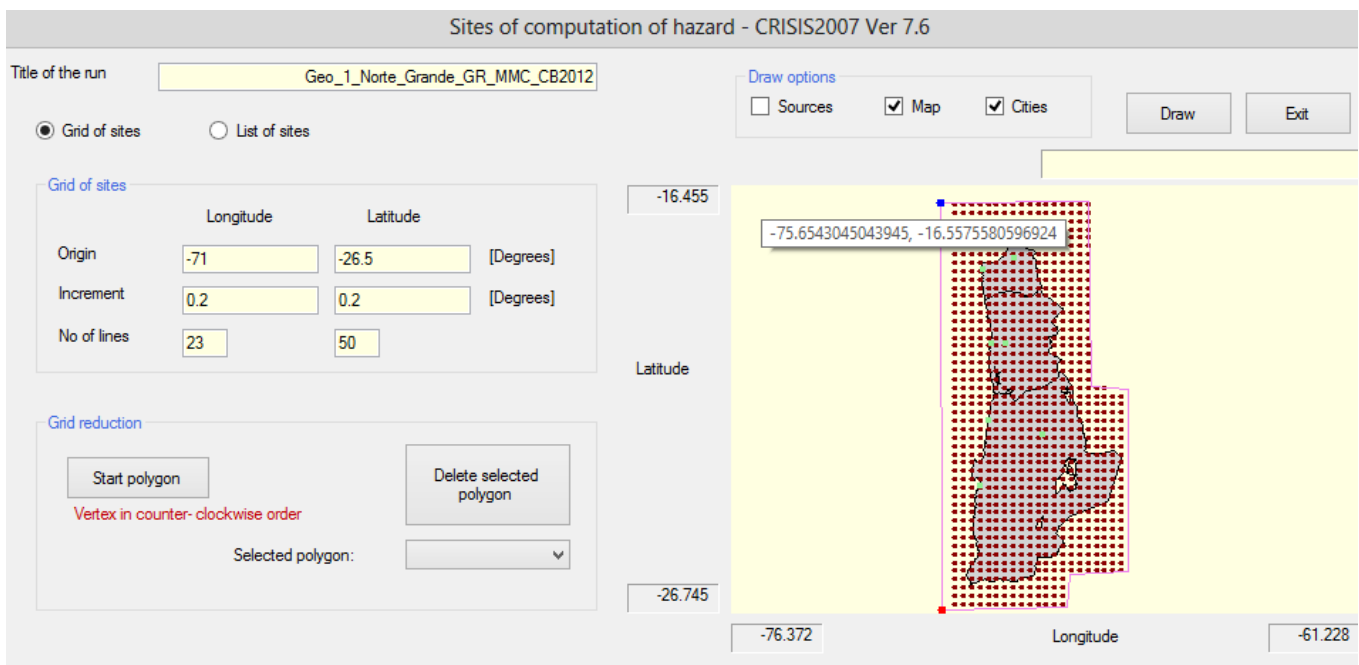 Sites of computation of hazard - CRISIS2007 Ver 7.6
Title of the run
Geo_1_Norte_Grande_GR_MMC_CB2012
Grid of sites
List of sites
Draw options
Sources
Map
Cities
Draw
Exit
Grid of sites
Longitude
Latitude
Origin
-71
-26.5
[Degrees]
Increment
0.2
0.2
[Degrees]
No of lines
23
50
Grid reduction
Start polygon
Vertex in counter- clockwise order
Delete selected
polygon
Selected polygon:
-16.455
-75.6543045043945, -16.5575580596924
Latitude
-26.745
-76.372
Longitude
-61.228